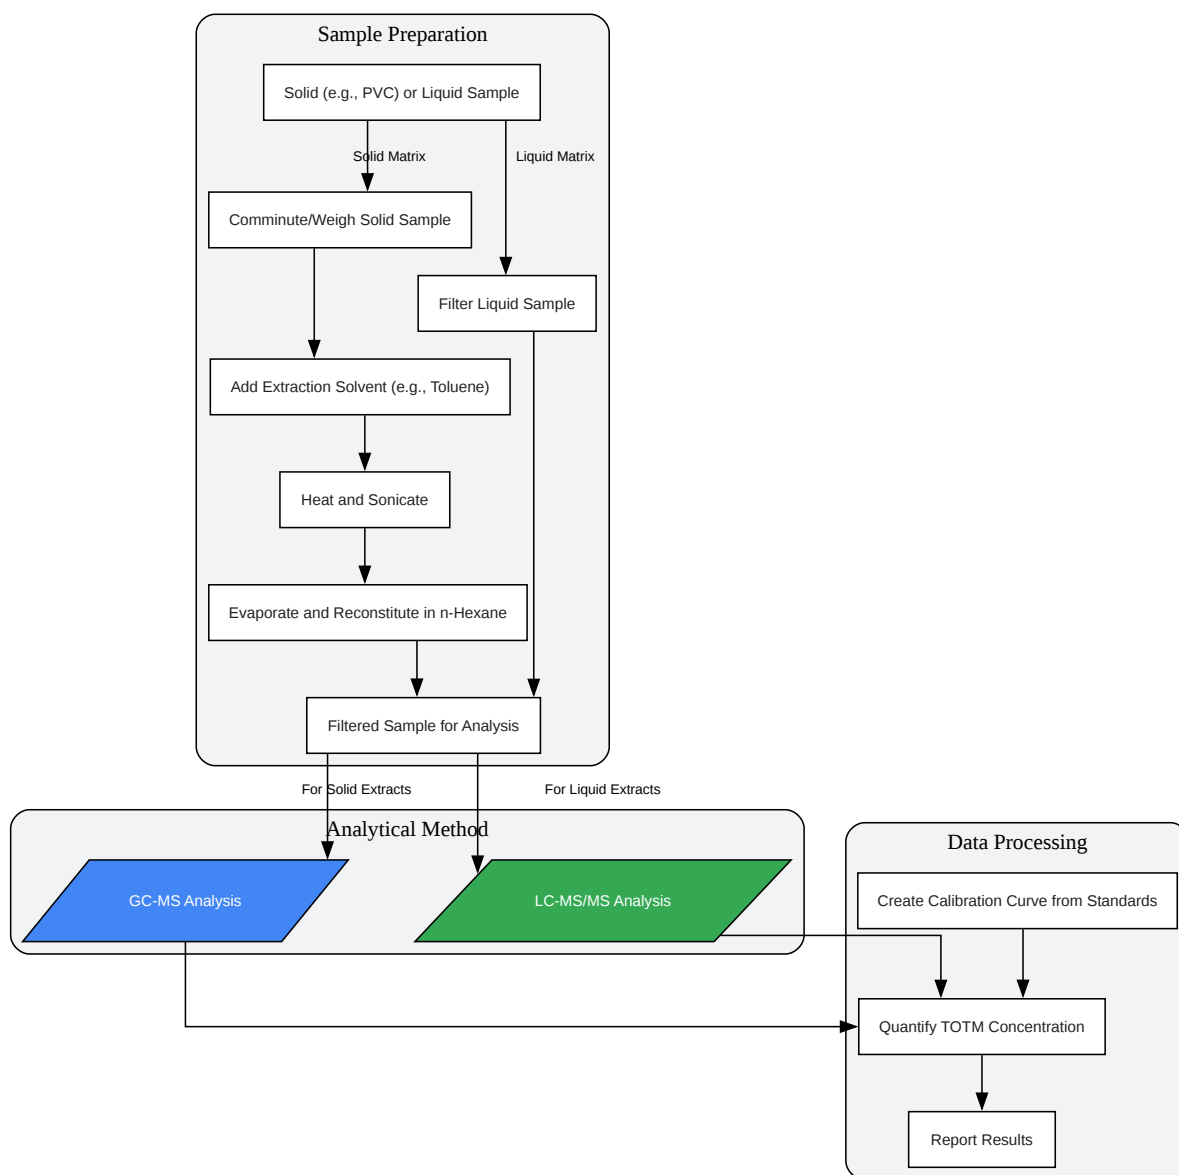 Sample Preparation
Solid (e.g., PVC) or Liquid Sample
Solid Matrix
Liquid Matrix
Comminute/Weigh Solid Sample
Filter Liquid Sample
Add Extraction Solvent (e.g., Toluene)
Heat and Sonicate
Evaporate and Reconstitute in n-Hexane
Filtered Sample for Analysis
For Solid Extracts
For Liquid Extracts
Analytical Method
GC-MS Analysis
LC-MS/MS Analysis
Data Processing
Create Calibration Curve from Standards
Quantify TOTM Concentration
Report Results